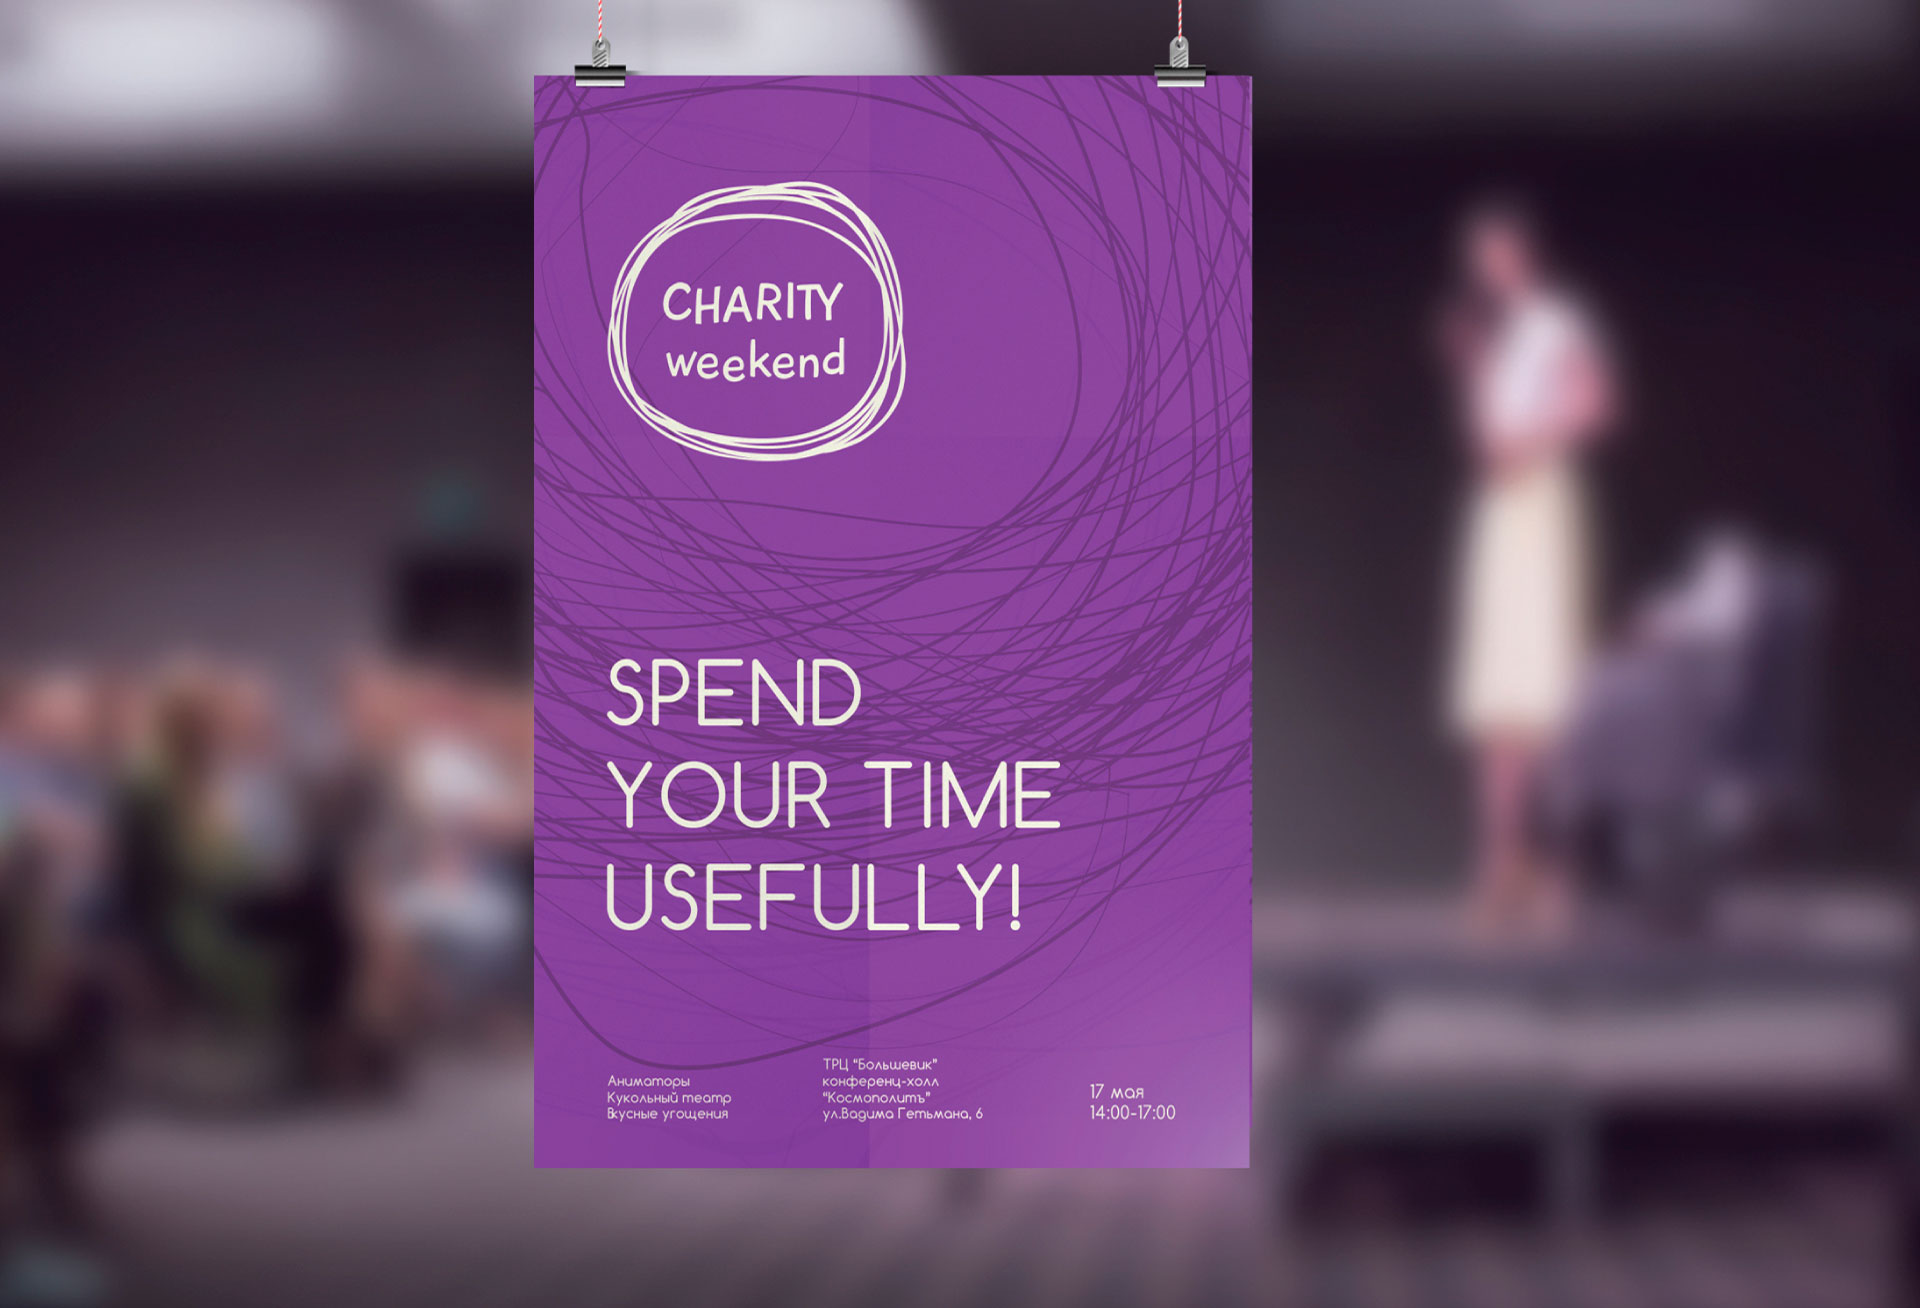 CHARITY
weekend
SPEND
YOUR TIME
USEFULLY!
Аниматоры
Кукольный театр
Вкусные угощения
ТРЦ "Большевик"
конференц-холл
"Космополитъ"
ул.Вадима Гетьмана, 6
17 мая
14:00-17:00